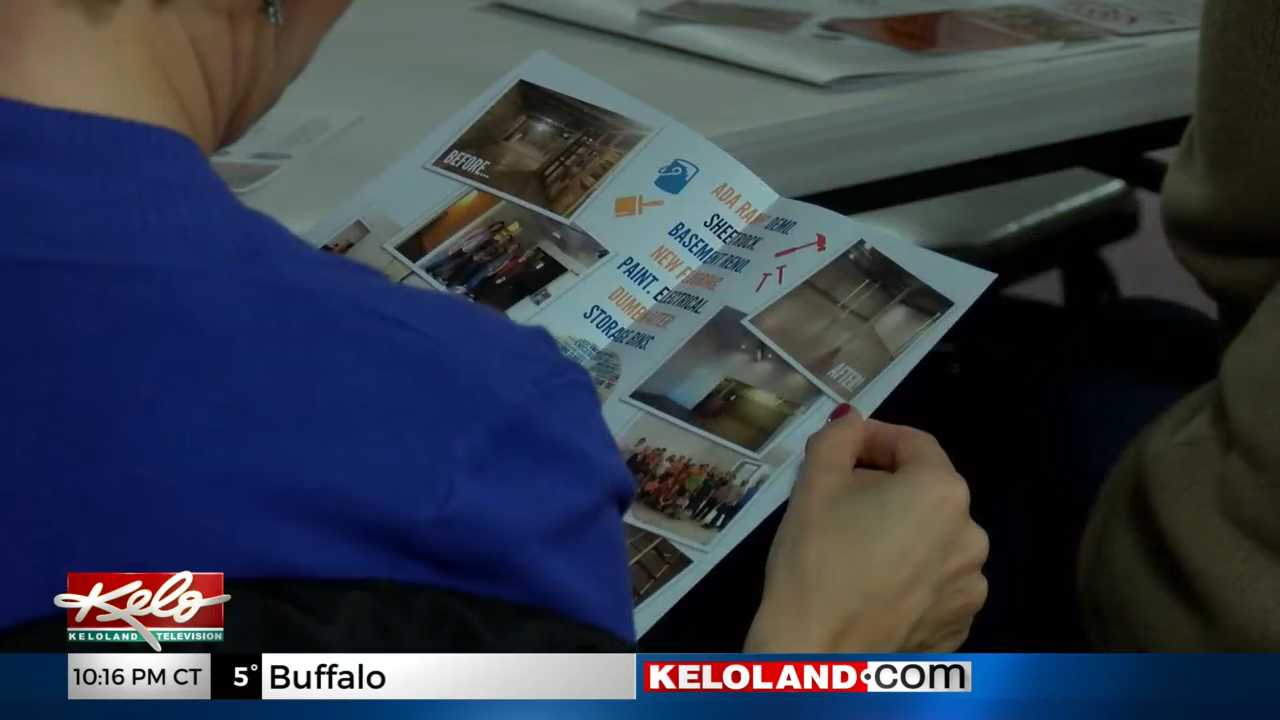 BEFORE...
ADA RAMP DEMO.
SHEETROCK.
BASEMENT RENO.
NEW FLOORING.
PAINT. ELECTRICAL.
DUMBWAITER.
STORAGE BINS.
AFTER!
Kelo
KELOLAND TELEVISION
10:16 PM CT
5° Buffalo
KELOLAND.com